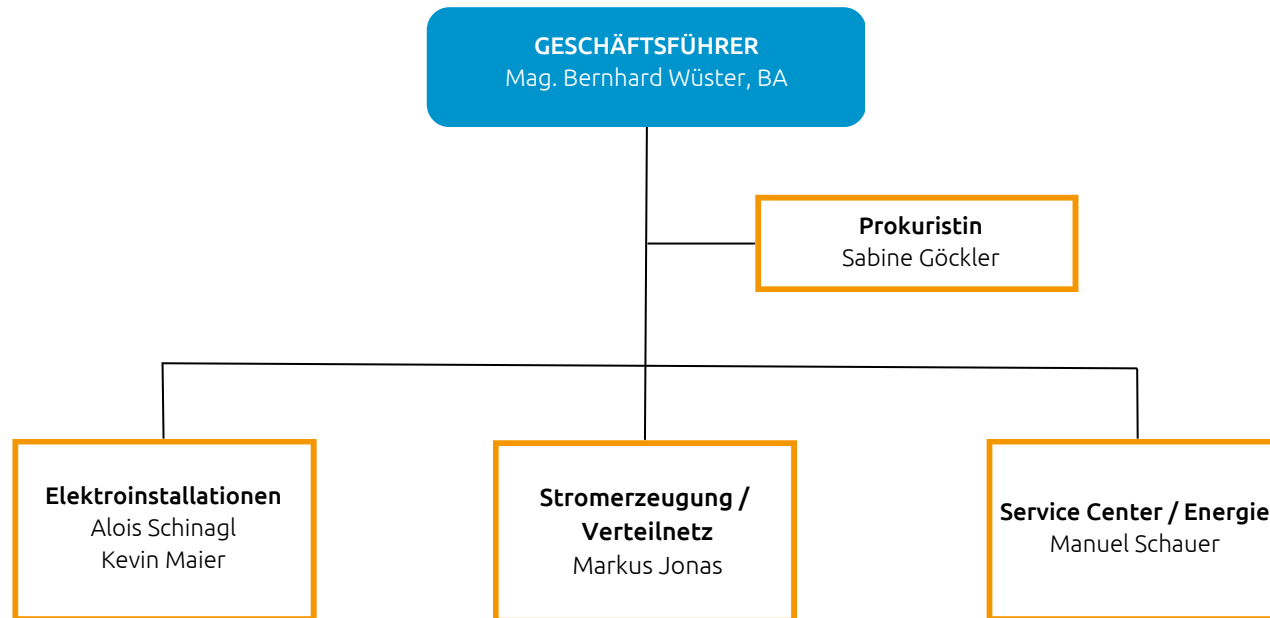 GESCHÄFTSFÜHRER
Mag. Bernhard Wüster, BA
Prokuristin
Sabine Göckler
Elektroinstallationen
Alois Schinagl
Kevin Maier
Stromerzeugung /
Verteilnetz
Markus Jonas
Service Center / Energie
Manuel Schauer